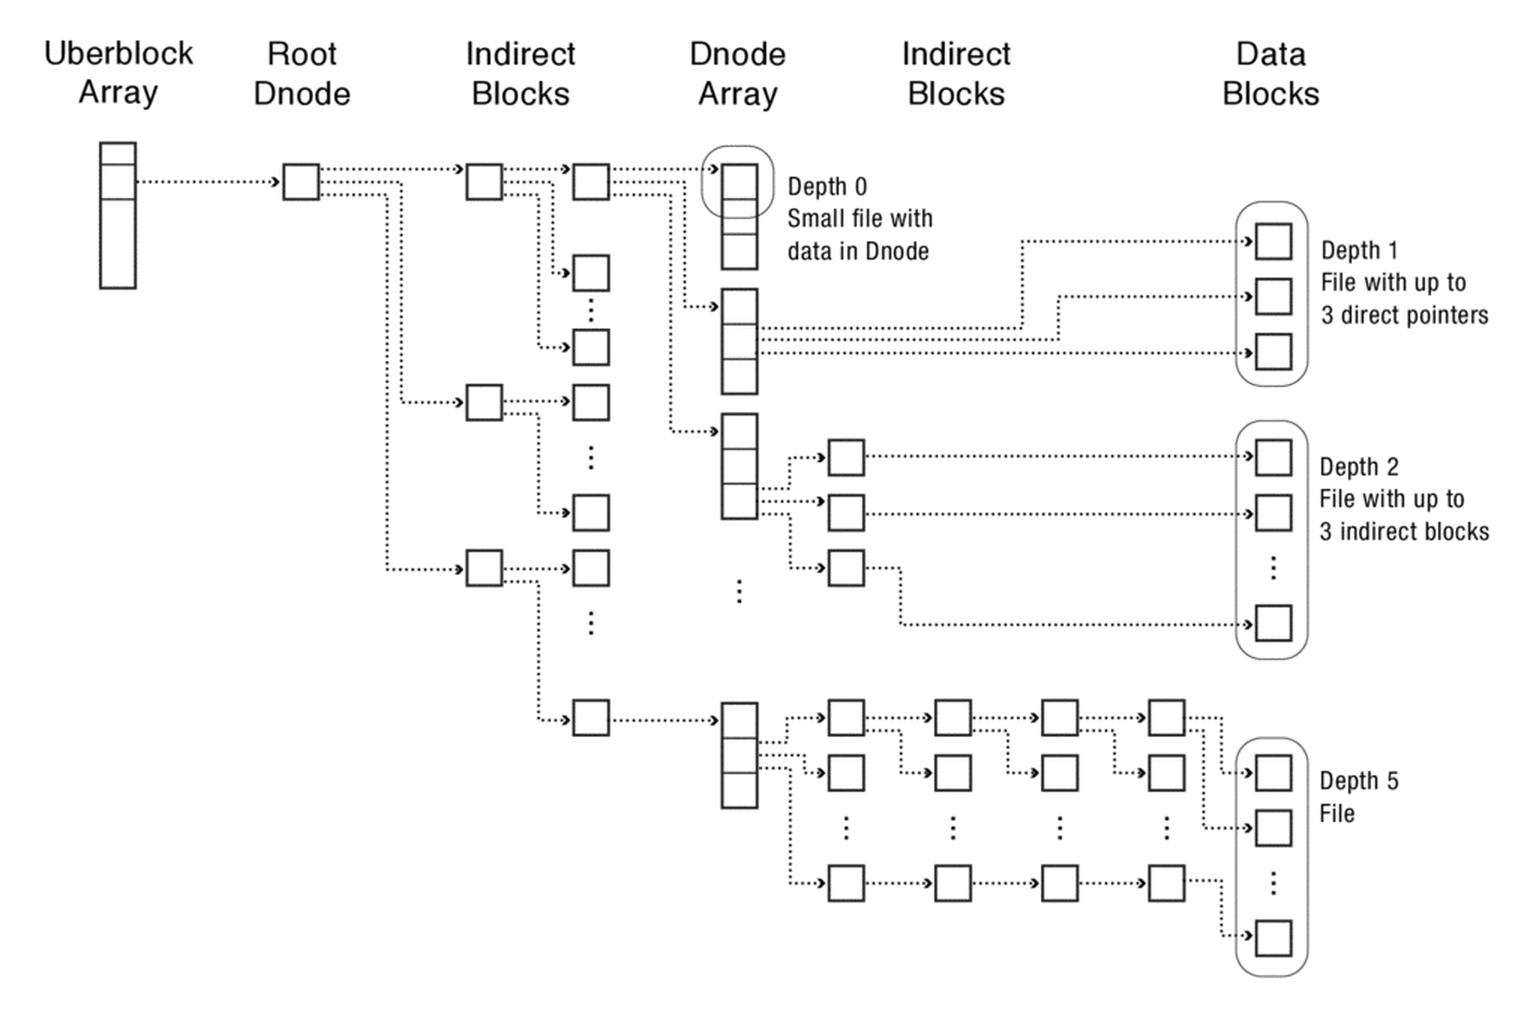 Uberblock
Array
Root
Dnode
Indirect
Blocks
Dnode
Array
Indirect
Blocks
Data
Blocks
Depth 0
Small file with
data in Dnode
Depth 1
File with up to
3 direct pointers
Depth 2
File with up to
3 indirect blocks
Depth 5
File